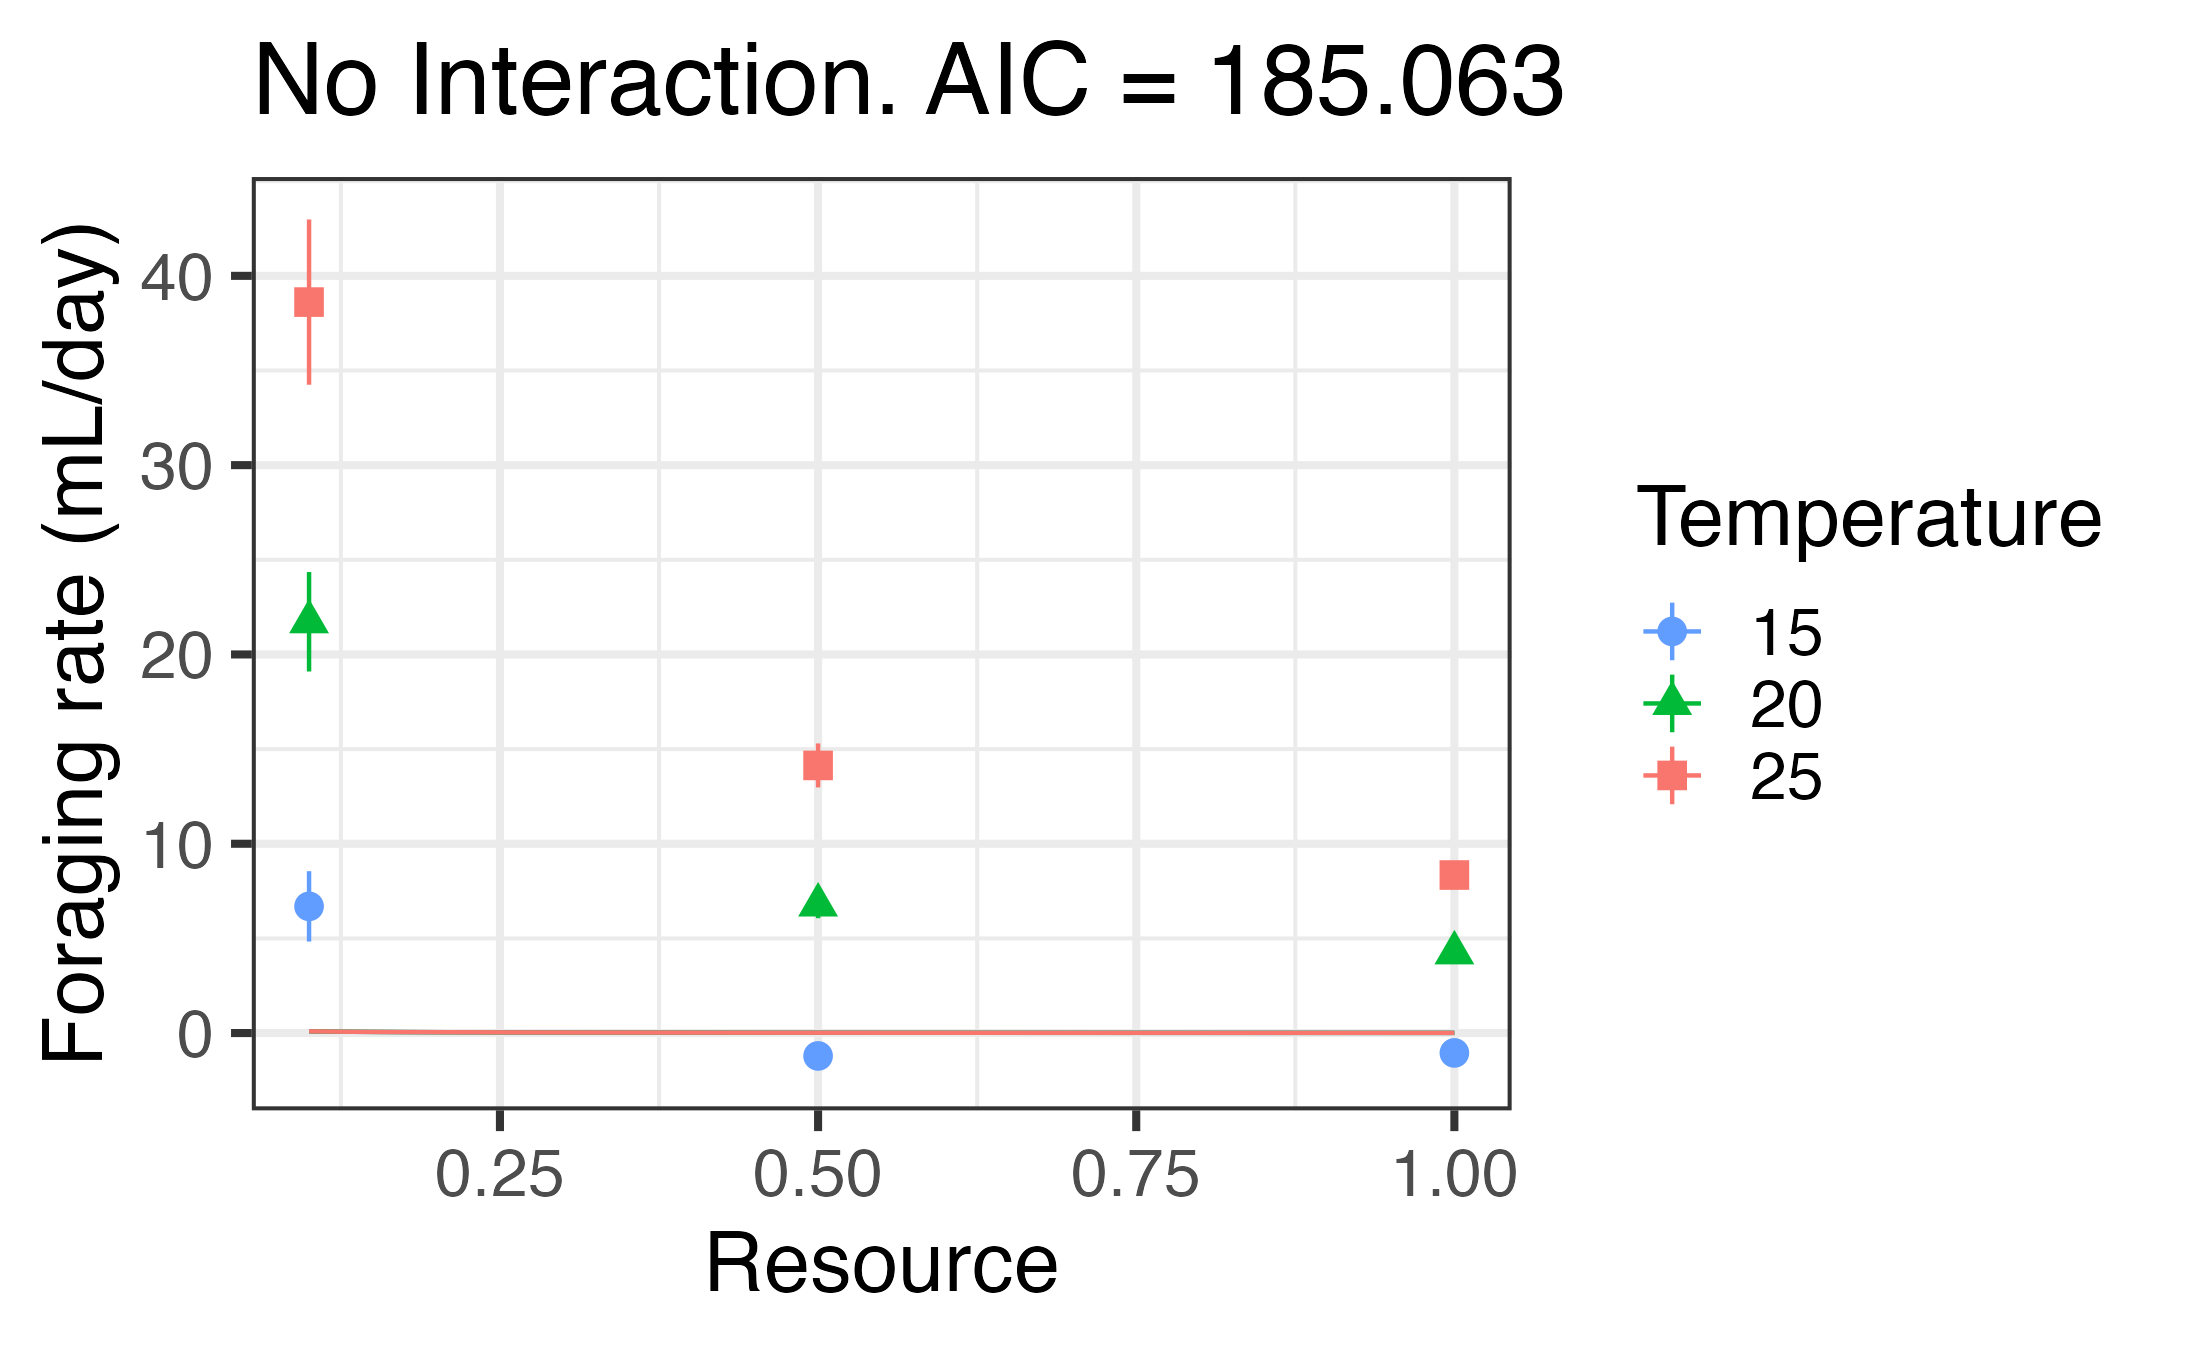 No Interaction. AIC = 185.063
Foraging rate (mL/day)
40
30
20
10
0
0.25 0.50 0.75 1.00
Resource
Temperature
15
20
25